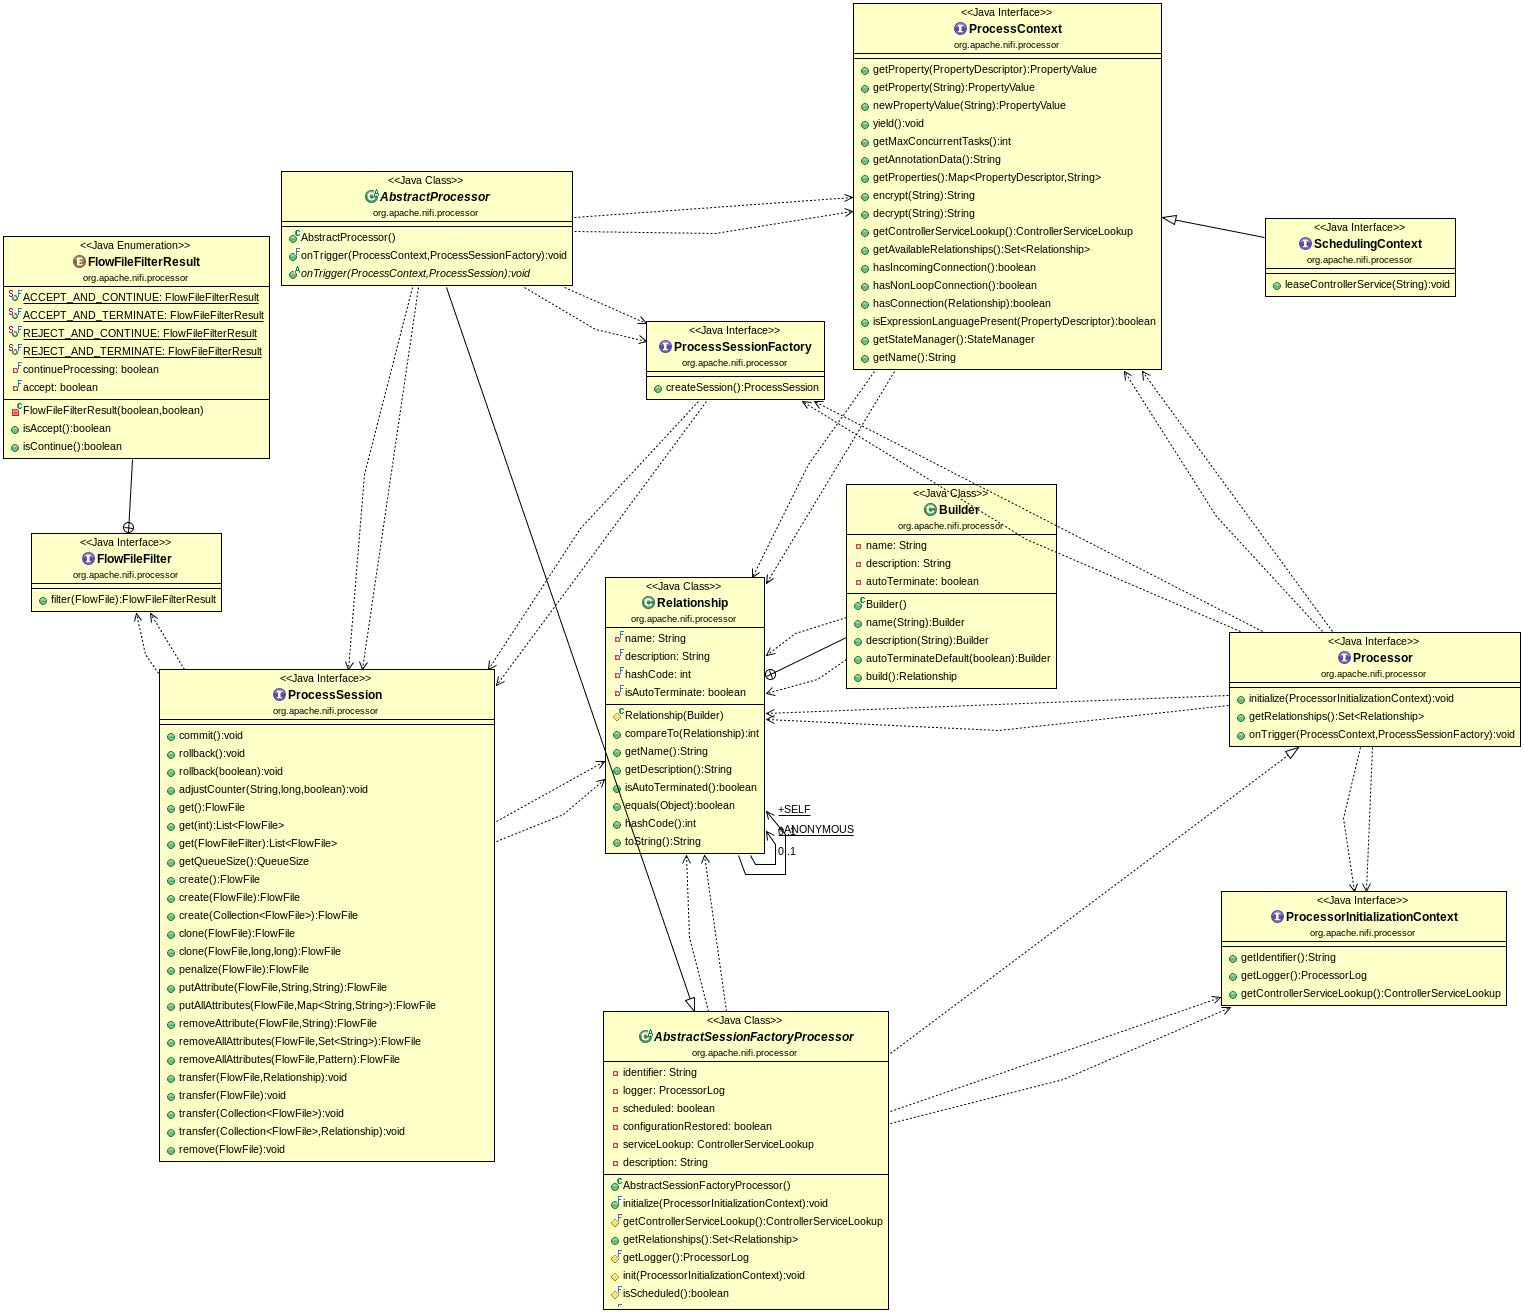 <<Java Interface>>
ProcessContext
org.apache.nifi.processor
getProperty(PropertyDescriptor):PropertyValue
getProperty(String):PropertyValue
newPropertyValue(String):PropertyValue
yield():void
getMaxConcurrentTasks():int
getAnnotationData():String
getProperties():Map<PropertyDescriptor,String>
encrypt(String):String
decrypt(String):String
getControllerServiceLookup():ControllerServiceLookup
getAvailableRelationships():Set<Relationship>
hasIncomingConnection():boolean
hasNonLoopConnection():boolean
hasConnection(Relationship):boolean
isExpressionLanguagePresent(PropertyDescriptor):boolean
getStateManager():StateManager
getName():String
<<Java Class>>
AbstractProcessor
org.apache.nifi.processor
AbstractProcessor()
onTrigger(ProcessContext,ProcessSessionFactory):void
onTrigger(ProcessContext,ProcessSession):void
<<Java Interface>>
SchedulingContext
org.apache.nifi.processor
leaseControllerService(String):void
<<Java Enumeration>>
FlowFileFilterResult
org.apache.nifi.processor
ACCEPT_AND_CONTINUE: FlowFileFilterResult
ACCEPT_AND_TERMINATE: FlowFileFilterResult
REJECT_AND_CONTINUE: FlowFileFilterResult
REJECT_AND_TERMINATE: FlowFileFilterResult
continueProcessing: boolean
accept: boolean
FlowFileFilterResult(boolean,boolean)
isAccept():boolean
isContinue():boolean
<<Java Interface>>
ProcessSessionFactory
org.apache.nifi.processor
createSession():ProcessSession
<<Java Class>>
Builder
org.apache.nifi.processor
name: String
description: String
autoTerminate: boolean
Builder()
name(String):Builder
description(String):Builder
autoTerminateDefault(boolean):Builder
build():Relationship
<<Java Interface>>
FlowFileFilter
org.apache.nifi.processor
filter(FlowFile):FlowFileFilterResult
<<Java Class>>
Relationship
org.apache.nifi.processor
name: String
description: String
hashCode: int
isAutoTerminate: boolean
Relationship(Builder)
compareTo(Relationship):int
getName():String
getDescription():String
isAutoTerminated():boolean
equals(Object):boolean
hashCode():int
toString():String
+SELF
+ANONYMOUS
0..1
0..1
<<Java Interface>>
Processor
org.apache.nifi.processor
initialize(ProcessorInitializationContext):void
getRelationships():Set<Relationship>
onTrigger(ProcessContext,ProcessSessionFactory):void
<<Java Interface>>
ProcessSession
org.apache.nifi.processor
commit():void
rollback():void
rollback(boolean):void
adjustCounter(String,long,boolean):void
get():FlowFile
get(int):List<FlowFile>
get(FlowFileFilter):List<FlowFile>
getQueueSize():QueueSize
create():FlowFile
create(FlowFile):FlowFile
create(Collection<FlowFile>):FlowFile
clone(FlowFile):FlowFile
clone(FlowFile,long,long):FlowFile
penalize(FlowFile):FlowFile
putAttribute(FlowFile,String,String):FlowFile
putAllAttributes(FlowFile,Map<String,String>):FlowFile
removeAttribute(FlowFile,String):FlowFile
removeAllAttributes(FlowFile,Set<String>):FlowFile
removeAllAttributes(FlowFile,Pattern):FlowFile
transfer(FlowFile,Relationship):void
transfer(FlowFile):void
transfer(Collection<FlowFile>):void
transfer(Collection<FlowFile>,Relationship):void
remove(FlowFile):void
<<Java Interface>>
ProcessorInitializationContext
org.apache.nifi.processor
getIdentifier():String
getLogger():ProcessorLog
getControllerServiceLookup():ControllerServiceLookup
<<Java Class>>
AbstractSessionFactoryProcessor
org.apache.nifi.processor
identifier: String
logger: ProcessorLog
scheduled: boolean
configurationRestored: boolean
serviceLookup: ControllerServiceLookup
description: String
AbstractSessionFactoryProcessor()
initialize(ProcessorInitializationContext):void
getControllerServiceLookup():ControllerServiceLookup
getRelationships():Set<Relationship>
getLogger():ProcessorLog
init(ProcessorInitializationContext):void
isScheduled():boolean